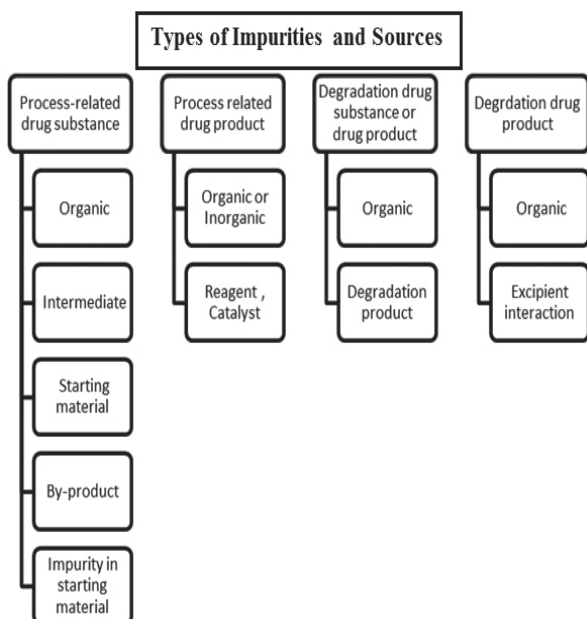 Types of Impurities and Sources
Process-related
drug substance
Organic
Intermediate
Starting
material
By-product
Impurity in
starting
material
Process related
drug product
Organic or
Inorganic
Reagent ,
Catalyst
Degradation drug
substance or
drug product
Organic
Degradation
product
Degrdation drug
product
Organic
Excipient
interaction